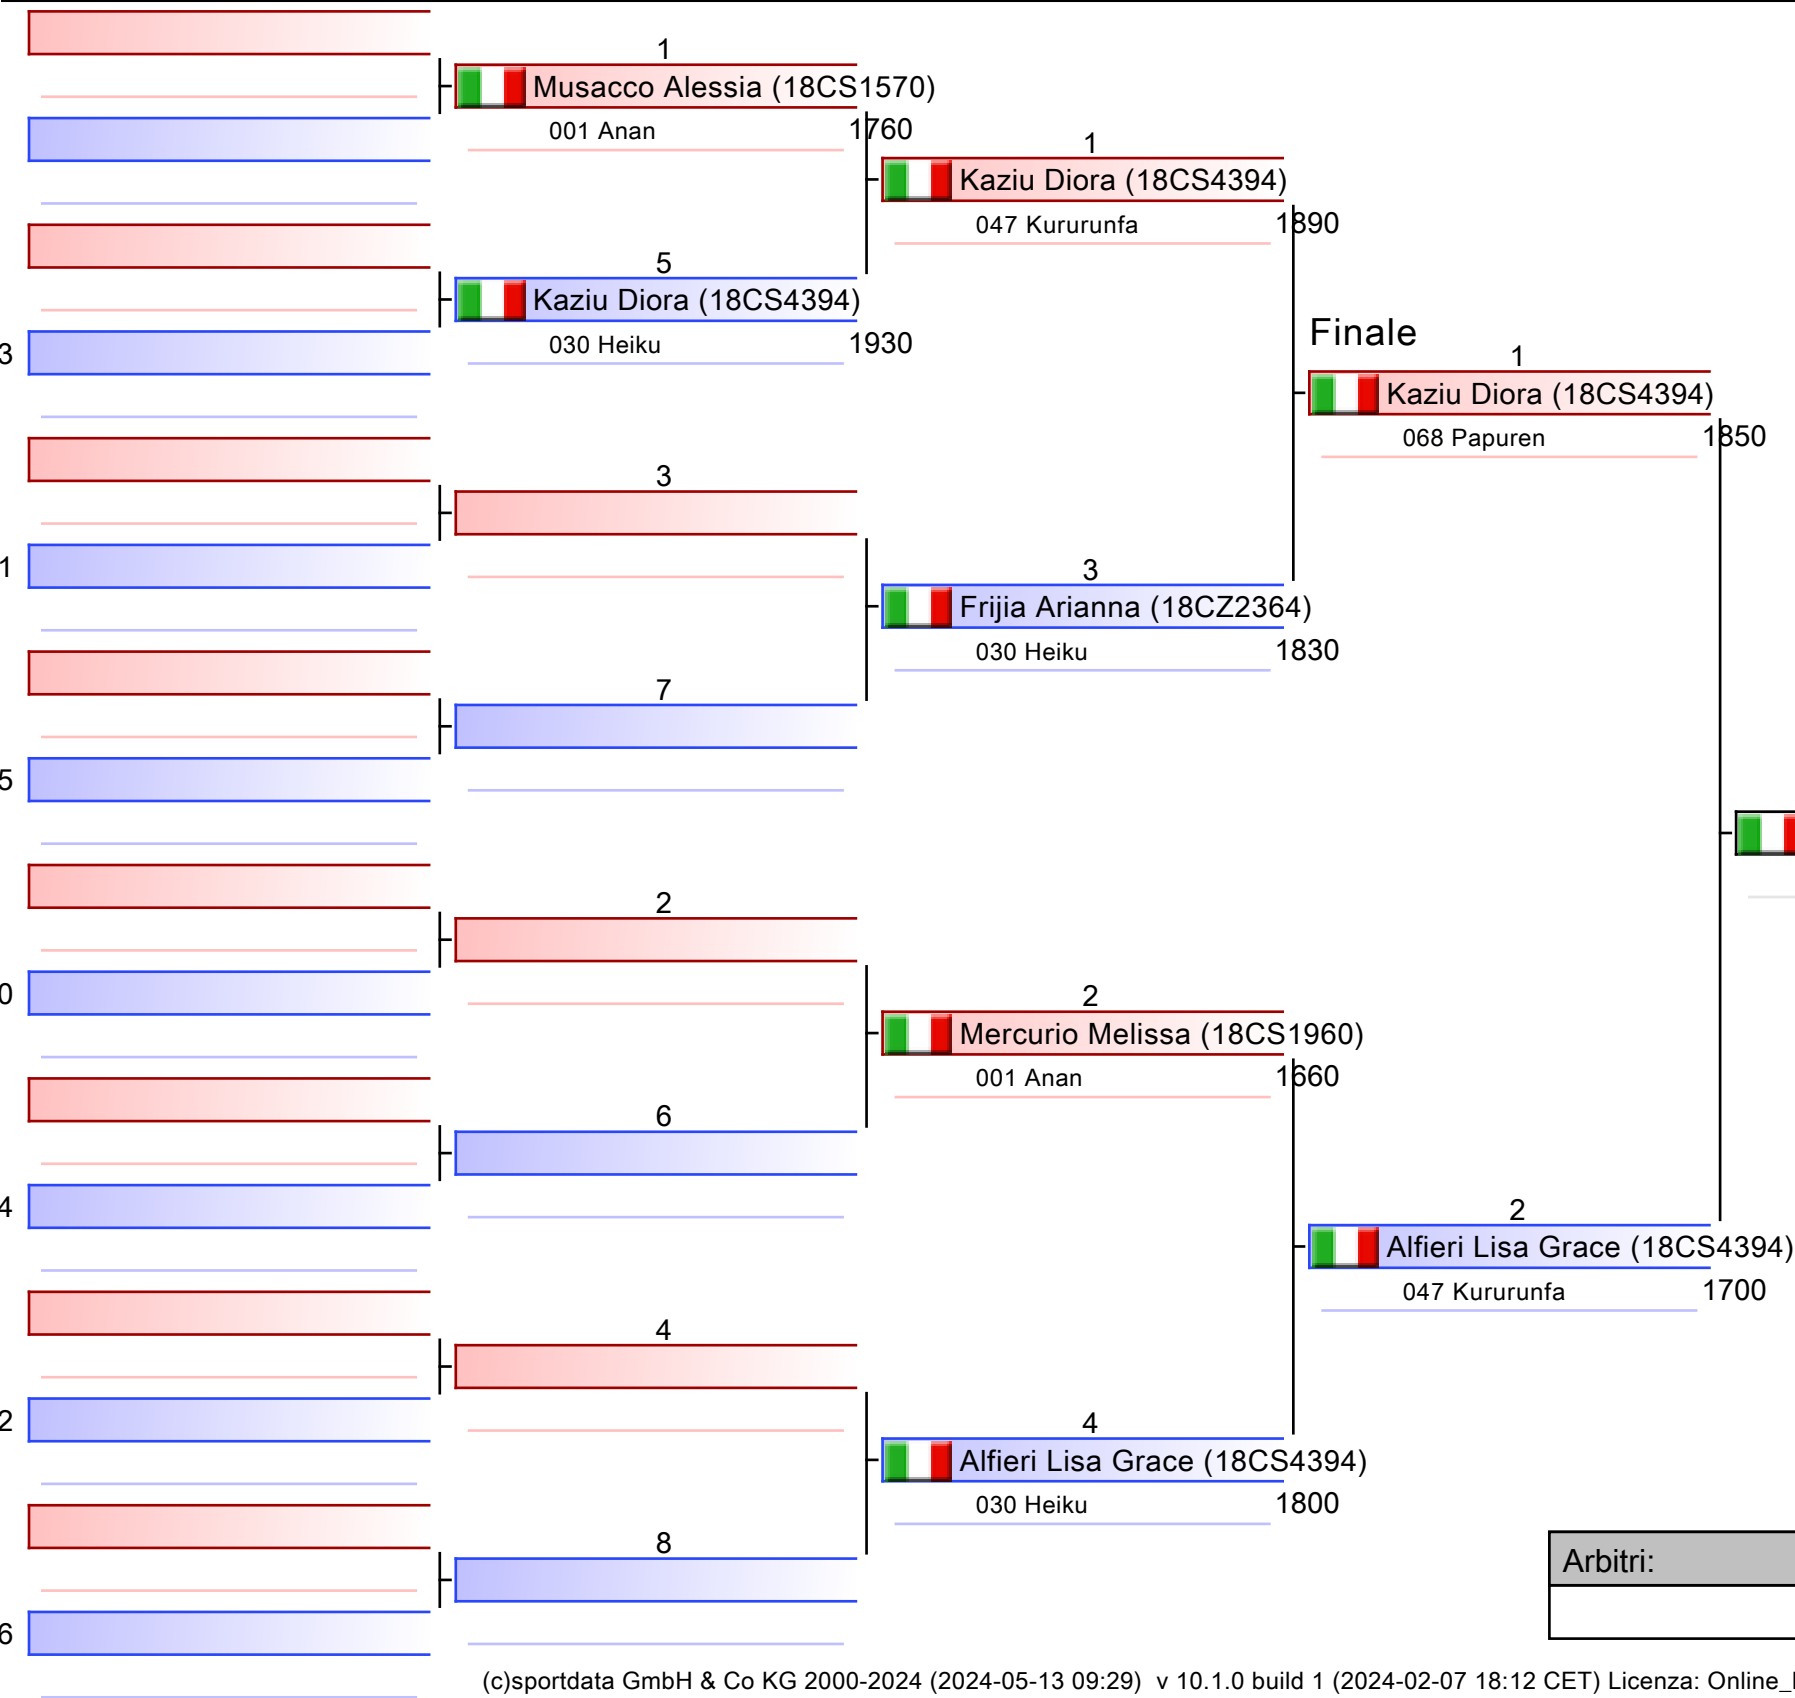 1
Musacco Alessia (18CS1570)
001 Anan 1760
1
Kaziu Diora (18CS4394)
047 Kururunfa 1890
5
Kaziu Diora (18CS4394)
030 Heiku 1930
3
Finale
1
Kaziu Diora (18CS4394)
068 Papuren 1850
3
1
3
Frijia Arianna (18CZ2364)
030 Heiku 1830
7
5
2
0
2
Mercurio Melissa (18CS1960)
001 Anan 1660
6
4
2
Alfieri Lisa Grace (18CS4394)
047 Kururunfa 1700
4
2
4
Alfieri Lisa Grace (18CS4394)
030 Heiku 1800
8
Arbitri:
6
(c)sportdata GmbH & Co KG 2000-2024 (2024-05-13 09:29) v 10.1.0 build 1 (2024-02-07 18:12 CET) Licenza: Online_